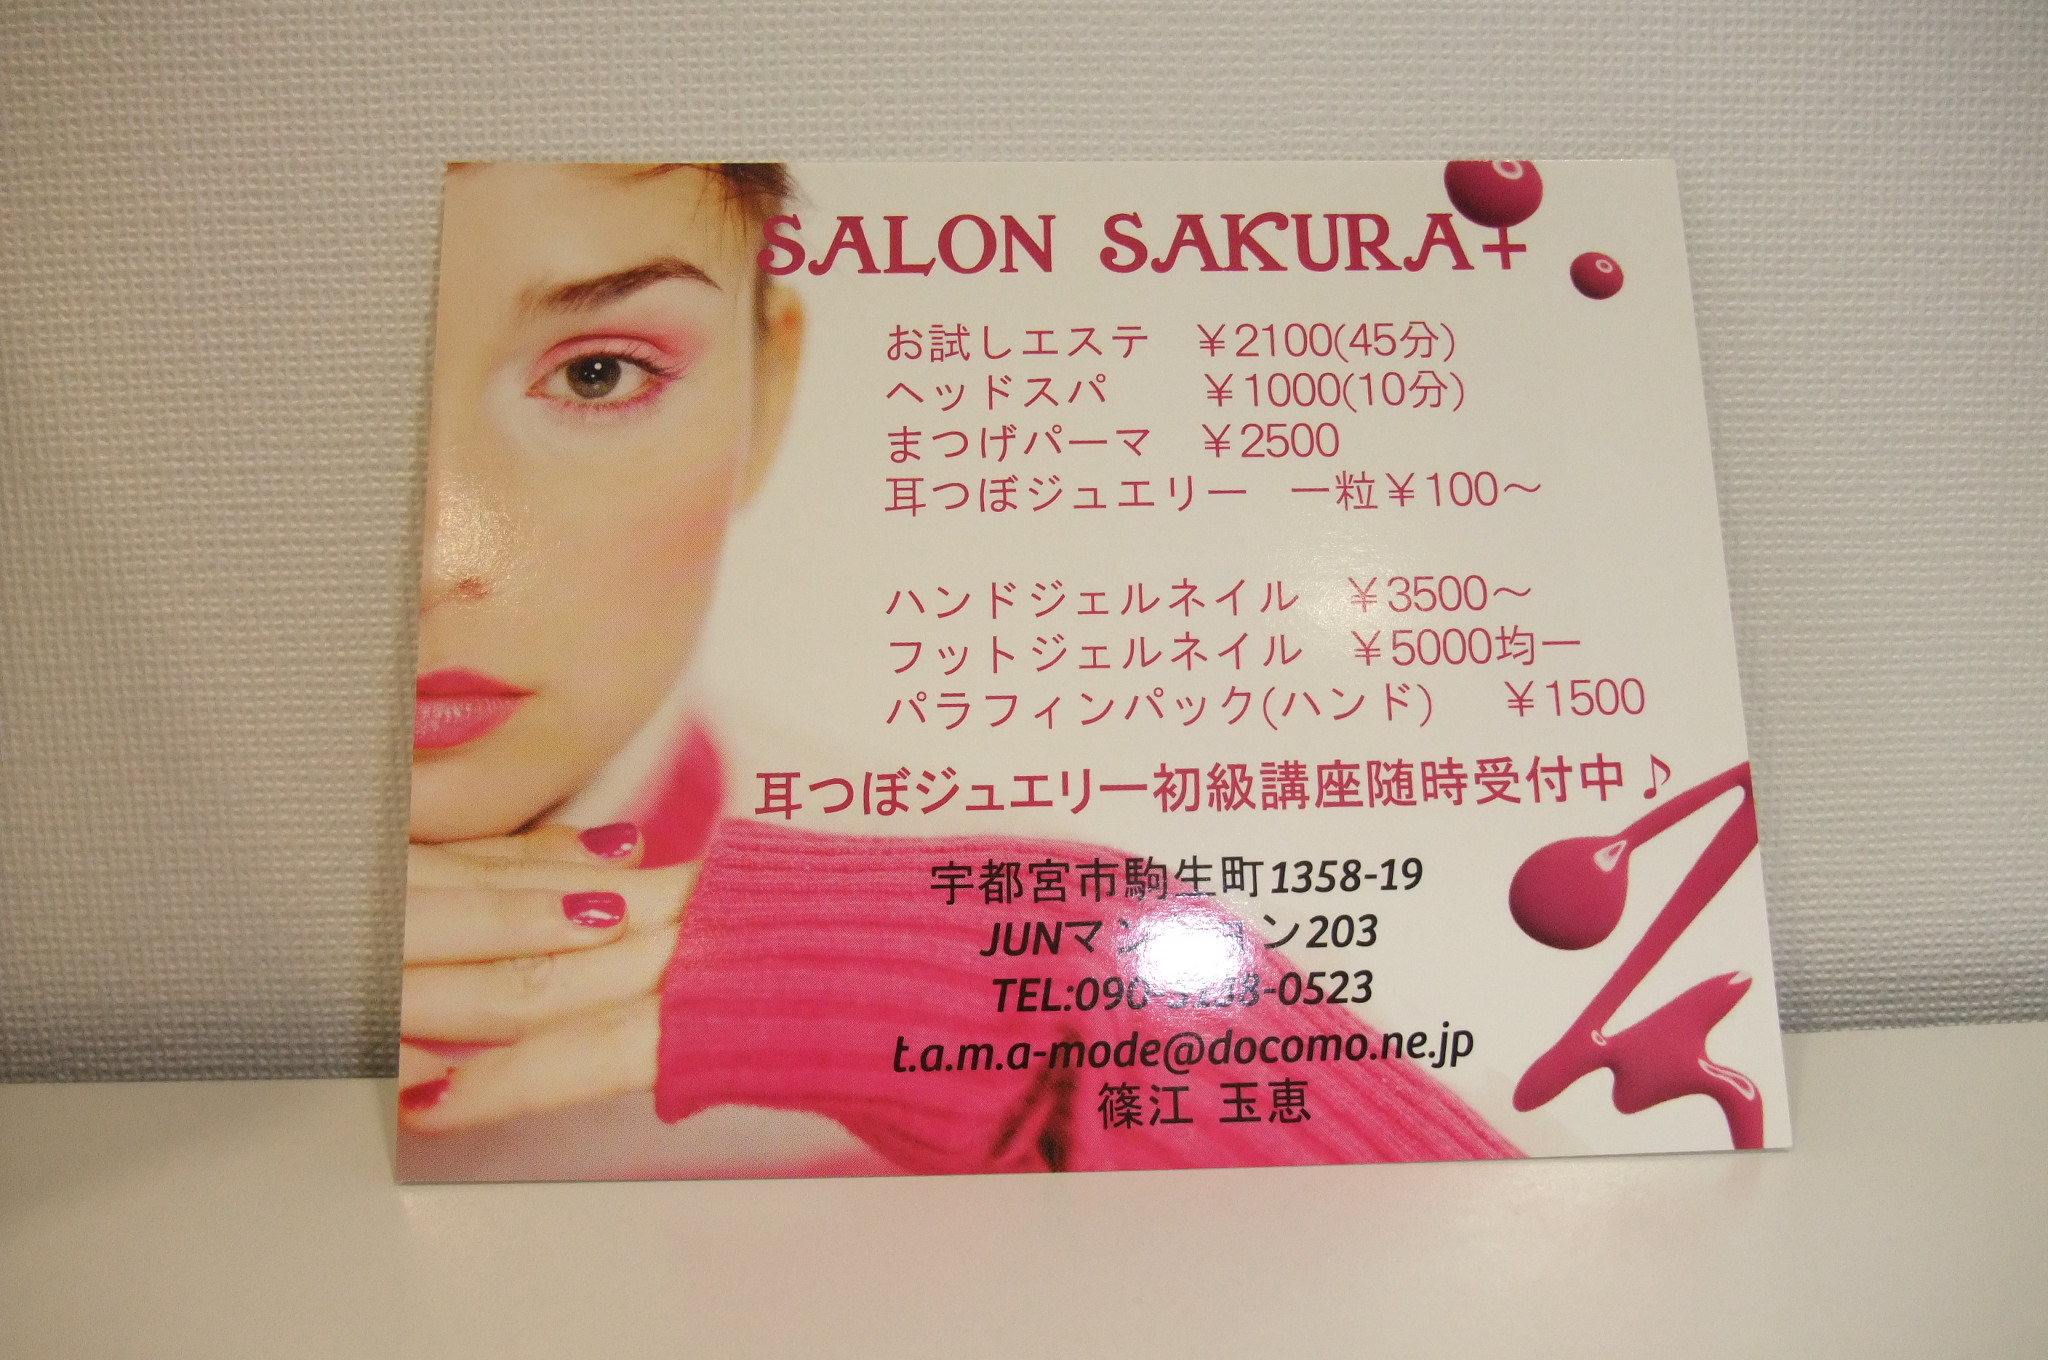 SALON SAKURA+
お試しエステ ￥2100(45分)
ヘッドスパ ￥1000(10分)
まつげパーマ ￥2500
耳つぼジュエリー 一粒￥100～
ハンドジェルネイル ￥3500～
フットジェルネイル ￥5000均一
パラフィンパック(ハンド) ￥1500
耳つぼジュエリー初級講座随時受付中♪
宇都宮市駒生町1358-19
JUNマンション203
TEL:090-
-0523
t.a.m.a-mode@docomo.ne.jp
篠江 玉恵